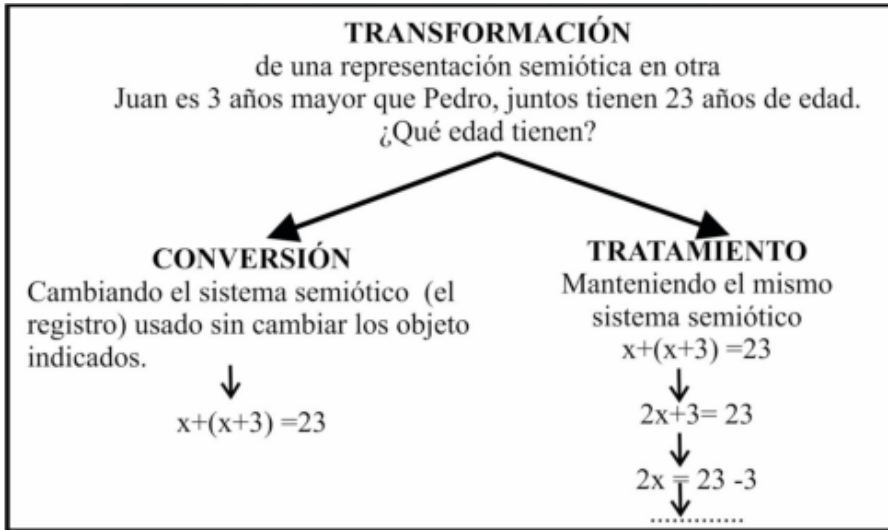 TRANSFORMACIÓN
de una representación semiótica en otra
Juan es 3 años mayor que Pedro, juntos tienen 23 años de edad.
¿Qué edad tienen?
CONVERSIÓN
Cambiando el sistema semiótico (el
registro) usado sin cambiar los objeto
indicados.
x+(x+3) =23
TRATAMIENTO
Manteniendo el mismo
sistema semiótico
x+(x+3) =23
2x+3= 23
2x = 23 -3
.............